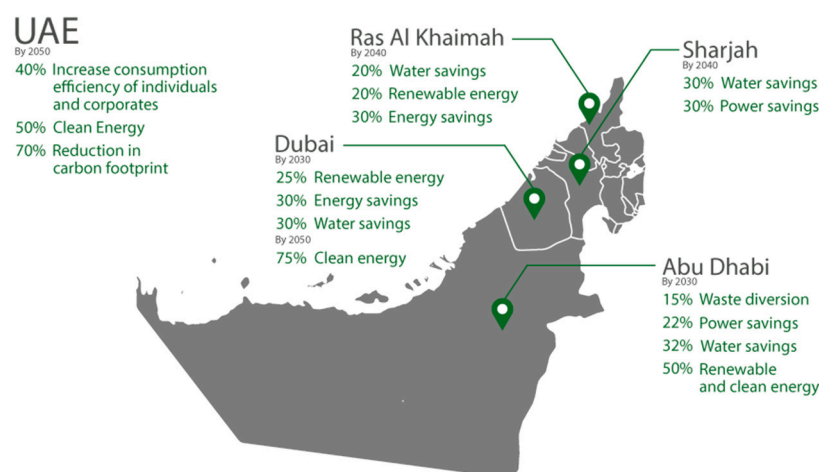 UAE
By 2050
40% Increase consumption
efficiency of individuals
and corporates
50% Clean Energy
70% Reduction in
carbon footprint
Ras Al Khaimah
By 2040
20% Water savings
20% Renewable energy
30% Energy savings
Sharjah
By 2040
30% Water savings
30% Power savings
Dubai
By 2030
25% Renewable energy
30% Energy savings
30% Water savings
By 2050
75% Clean energy
Abu Dhabi
By 2030
15% Waste diversion
22% Power savings
32% Water savings
50% Renewable
and clean energy